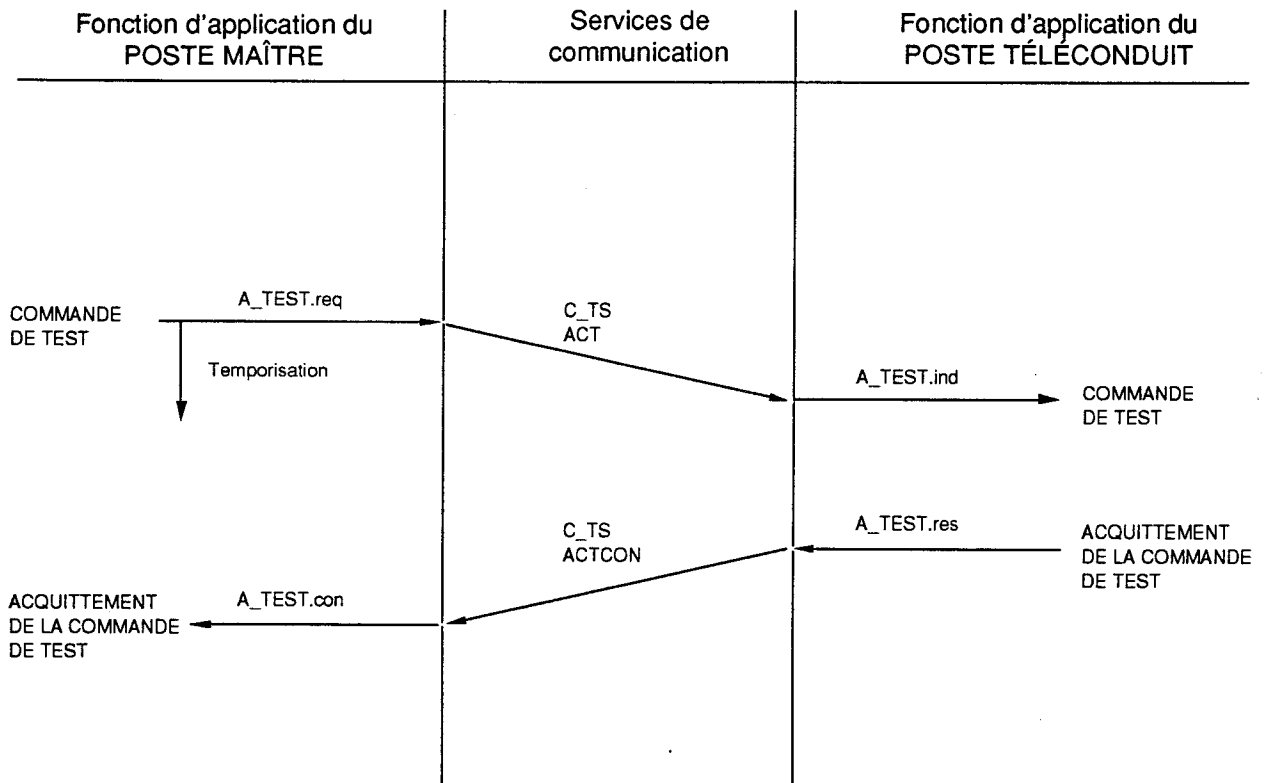 Fonction d'application du
POSTE MAÎTRE
Services de
communication
Fonction d'application du
POSTE TÉLÉCONDUIT
COMMANDE
DE TEST
A_TEST.req
Temporisation
C_TS
ACT
A_TEST.ind
COMMANDE
DE TEST
A_TEST.res
ACQUITTEMENT
DE LA COMMANDE
DE TEST
C_TS
ACTCON
A_TEST.con
ACQUITTEMENT
DE LA COMMANDE
DE TEST